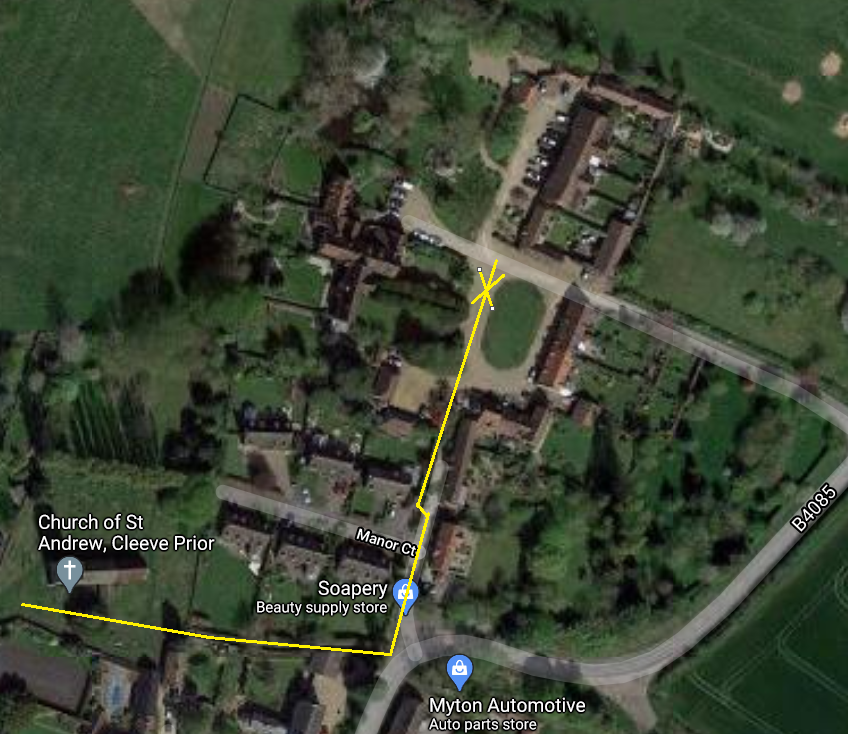 B4085
Church of St
Andrew, Cleeve Prior
Manor Ct
Soapery
Beauty supply store
Myton Automotive
Auto parts store